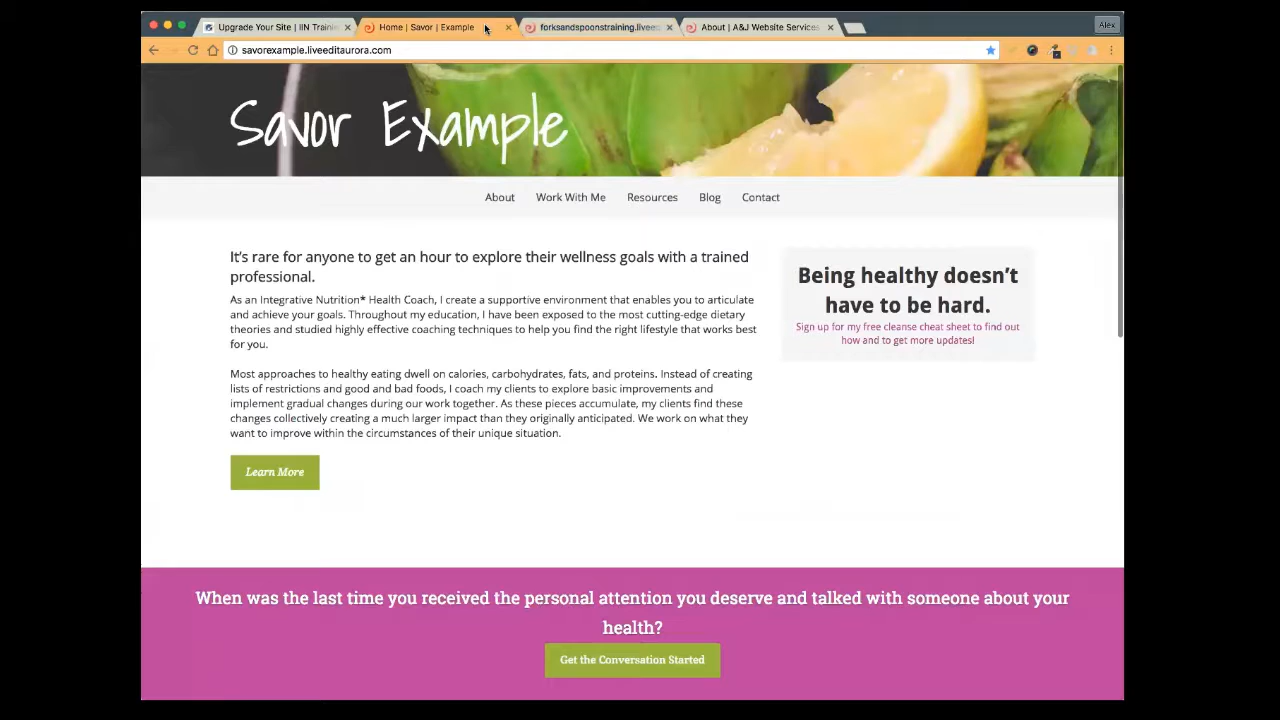 Upgrade Your Site | IIN Trainin
Home | Savor | Example
forksandspoonstraining.liveed
About | A&J Website Services
Alex
savorexample.liveeditaurora.com
Savor Example
About
Work With Me
Resources
Blog
Contact
It's rare for anyone to get an hour to explore their wellness goals with a trained
professional.
As an Integrative Nutrition* Health Coach, I create a supportive environment that enables you to articulate
and achieve your goals. Throughout my education, I have been exposed to the most cutting-edge dietary
theories and studied highly effective coaching techniques to help you find the right lifestyle that works best
for you.
Most approaches to healthy eating dwell on calories, carbohydrates, fats, and proteins. Instead of creating
lists of restrictions and good and bad foods, I coach my clients to explore basic improvements and
implement gradual changes during our work together. As these pieces accumulate, my clients find these
changes collectively creating a much larger impact than they originally anticipated. We work on what they
want to improve within the circumstances of their unique situation.
Learn More
Being healthy doesn't
have to be hard.
Sign up for my free cleanse cheat sheet to find out
how and to get more updates!
When was the last time you received the personal attention you deserve and talked with someone about your
health?
Get the Conversation Started